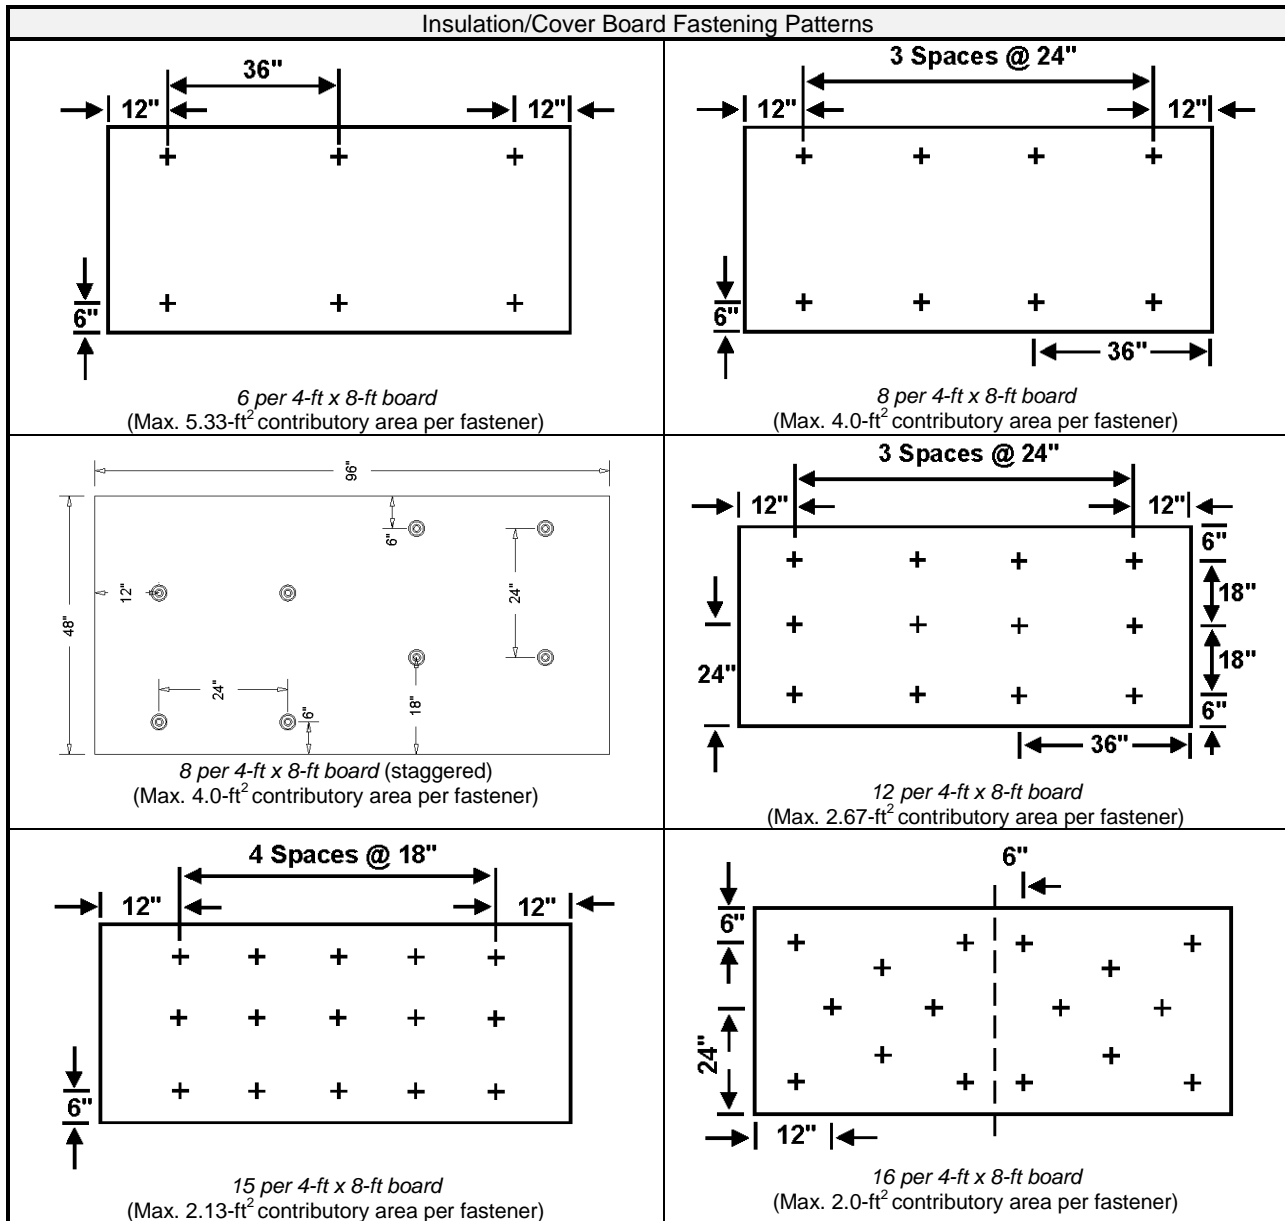 Insulation/Cover Board Fastening Patterns
36"
12" 12"
6"
6 per 4-ft x 8-ft board
(Max. 5.33-ft² contributory area per fastener)
3 Spaces @ 24"
12" 12"
6"
36"
8 per 4-ft x 8-ft board
(Max. 4.0-ft² contributory area per fastener)
96"
6"
12" 24"
48"
24" 6" 18"
8 per 4-ft x 8-ft board (staggered)
(Max. 4.0-ft² contributory area per fastener)
3 Spaces @ 24"
12" 12"
6"
18"
24" 18"
6"
36"
12 per 4-ft x 8-ft board
(Max. 2.67-ft² contributory area per fastener)
4 Spaces @ 18"
12" 12"
6"
15 per 4-ft x 8-ft board
(Max. 2.13-ft² contributory area per fastener)
6"
6"
24"
12"
16 per 4-ft x 8-ft board
(Max. 2.0-ft² contributory area per fastener)